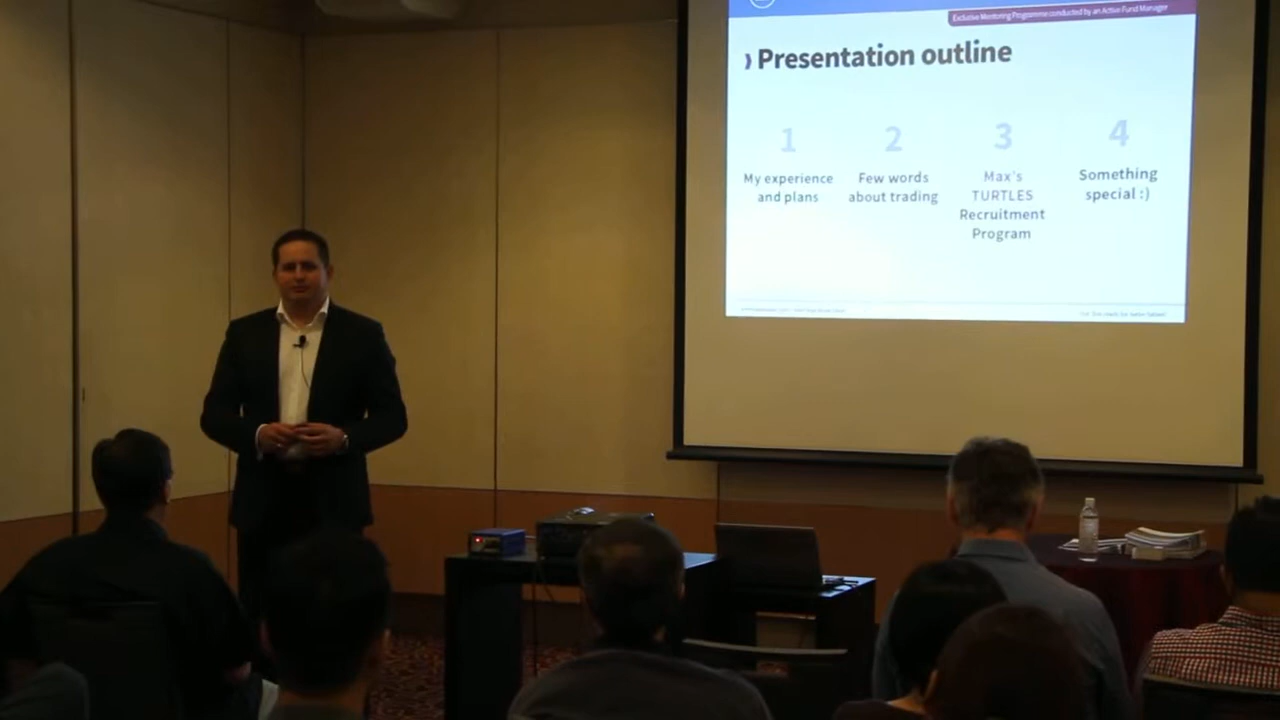 Exclusive Mentoring Programme conducted by an Active Fund Manager
Presentation outline
1
My experience
and plans
2
Few words
about trading
3
Max's
TURTLES
Recruitment
Program
4
Something
special :)